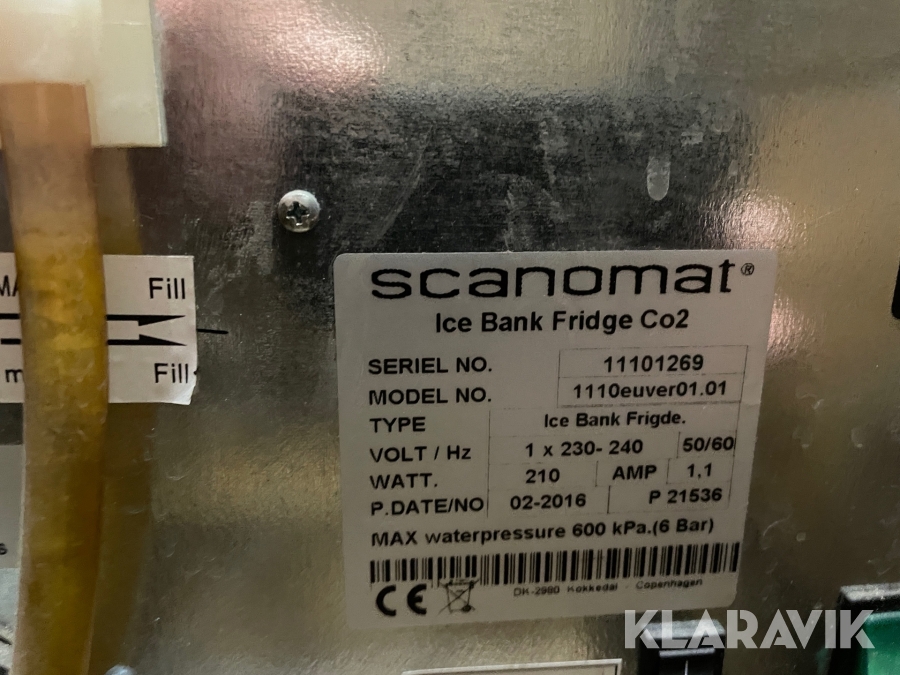 scanomat®
Ice Bank Fridge Co2
SERIEL NO. 11101269
MODEL NO. 1110euver01.01
TYPE Ice Bank Frigde.
VOLT / Hz 1 x 230- 240 50/60
WATT. 210 AMP 1,1
P.DATE/NO 02-2016 P 21536
MAX waterpressure 600 kPa.(6 Bar)
CE DK-2980 Kokkedal - Copenhagen
Fill
Fill
KLARAVIK